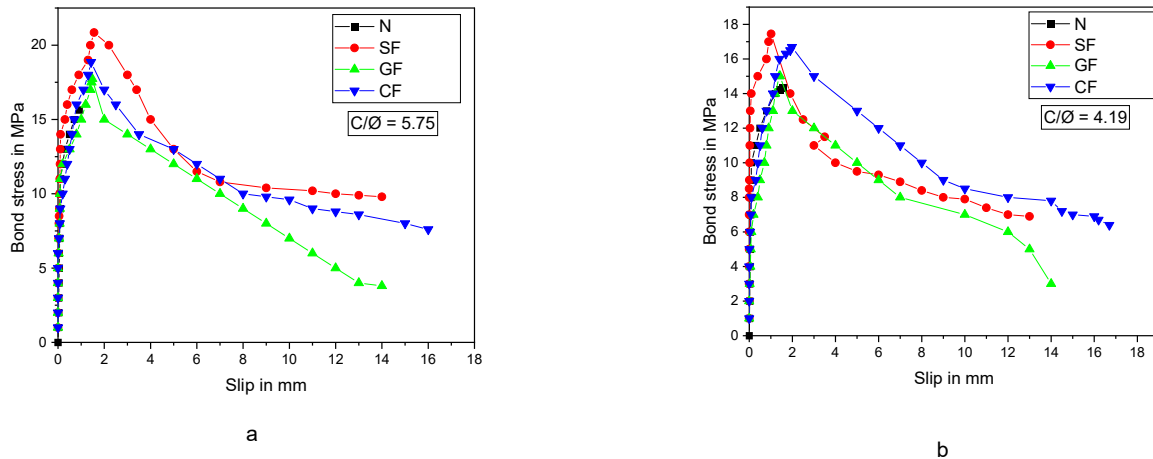 20
15
10
5
0
Bond stress in MPa
N
SF
GF
CF
C/Ø = 5.75
0 2 4 6 8 10 12 14 16 18
Slip in mm
a
18
16
14
12
10
8
6
4
2
0
Bond stress in MPa
N
SF
GF
CF
C/Ø = 4.19
0 2 4 6 8 10 12 14 16 18
Slip in mm
b